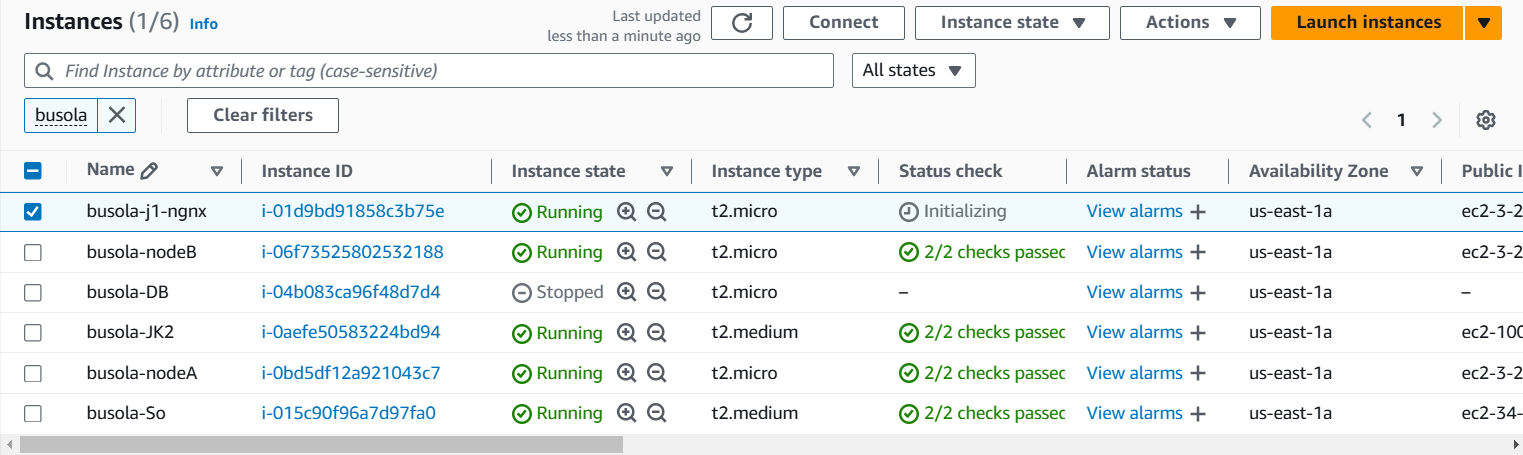 Instances (1/6) Info
Last updated
less than a minute ago
Connect
Instance state
Actions
Launch instances
Find Instance by attribute or tag (case-sensitive)
All states
busola
Clear filters
1
Name Instance ID Instance state Instance type Status check Alarm status Availability Zone Public I
busola-j1-ngnx i-01d9bd91858c3b75e Running t2.micro Initializing View alarms + us-east-1a ec2-3-2
busola-nodeB i-06f73525802532188 Running t2.micro 2/2 checks passec View alarms + us-east-1a ec2-3-2
busola-DB i-04b083ca96f48d7d4 Stopped t2.micro – View alarms + us-east-1a –
busola-JK2 i-0aefe50583224bd94 Running t2.medium 2/2 checks passec View alarms + us-east-1a ec2-100
busola-nodeA i-0bd5df12a921043c7 Running t2.micro 2/2 checks passec View alarms + us-east-1a ec2-3-2
busola-So i-015c90f96a7d97fa0 Running t2.medium 2/2 checks passec View alarms + us-east-1a ec2-34-